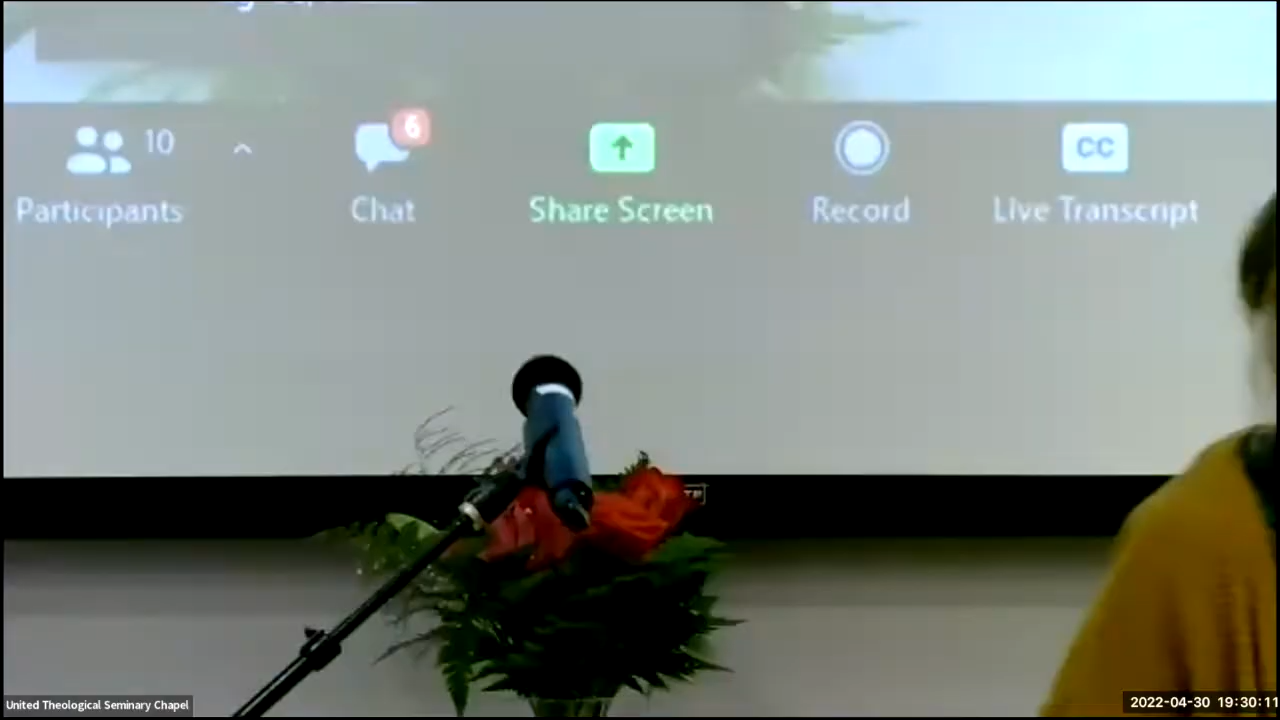 10
6
CC
Participants
Chat
Share Screen
Record
Live Transcript
United Theological Seminary Chapel
2022-04-30 19:30:11